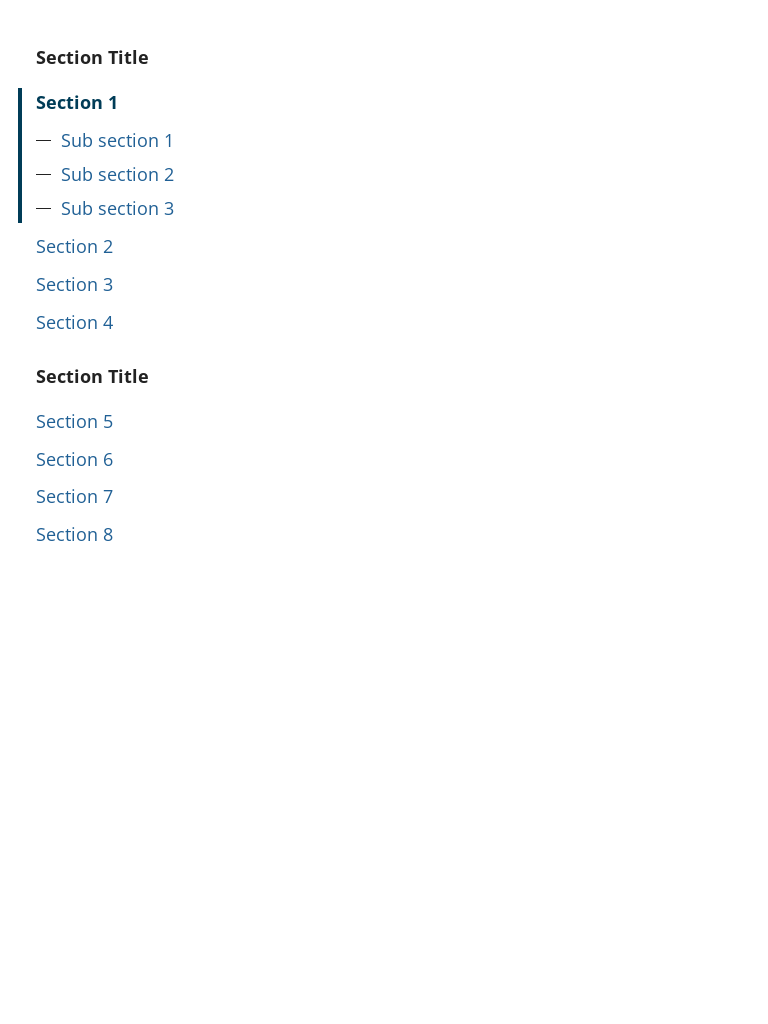 Section Title
Section 1
— Sub section 1
— Sub section 2
— Sub section 3
Section 2
Section 3
Section 4
Section Title
Section 5
Section 6
Section 7
Section 8